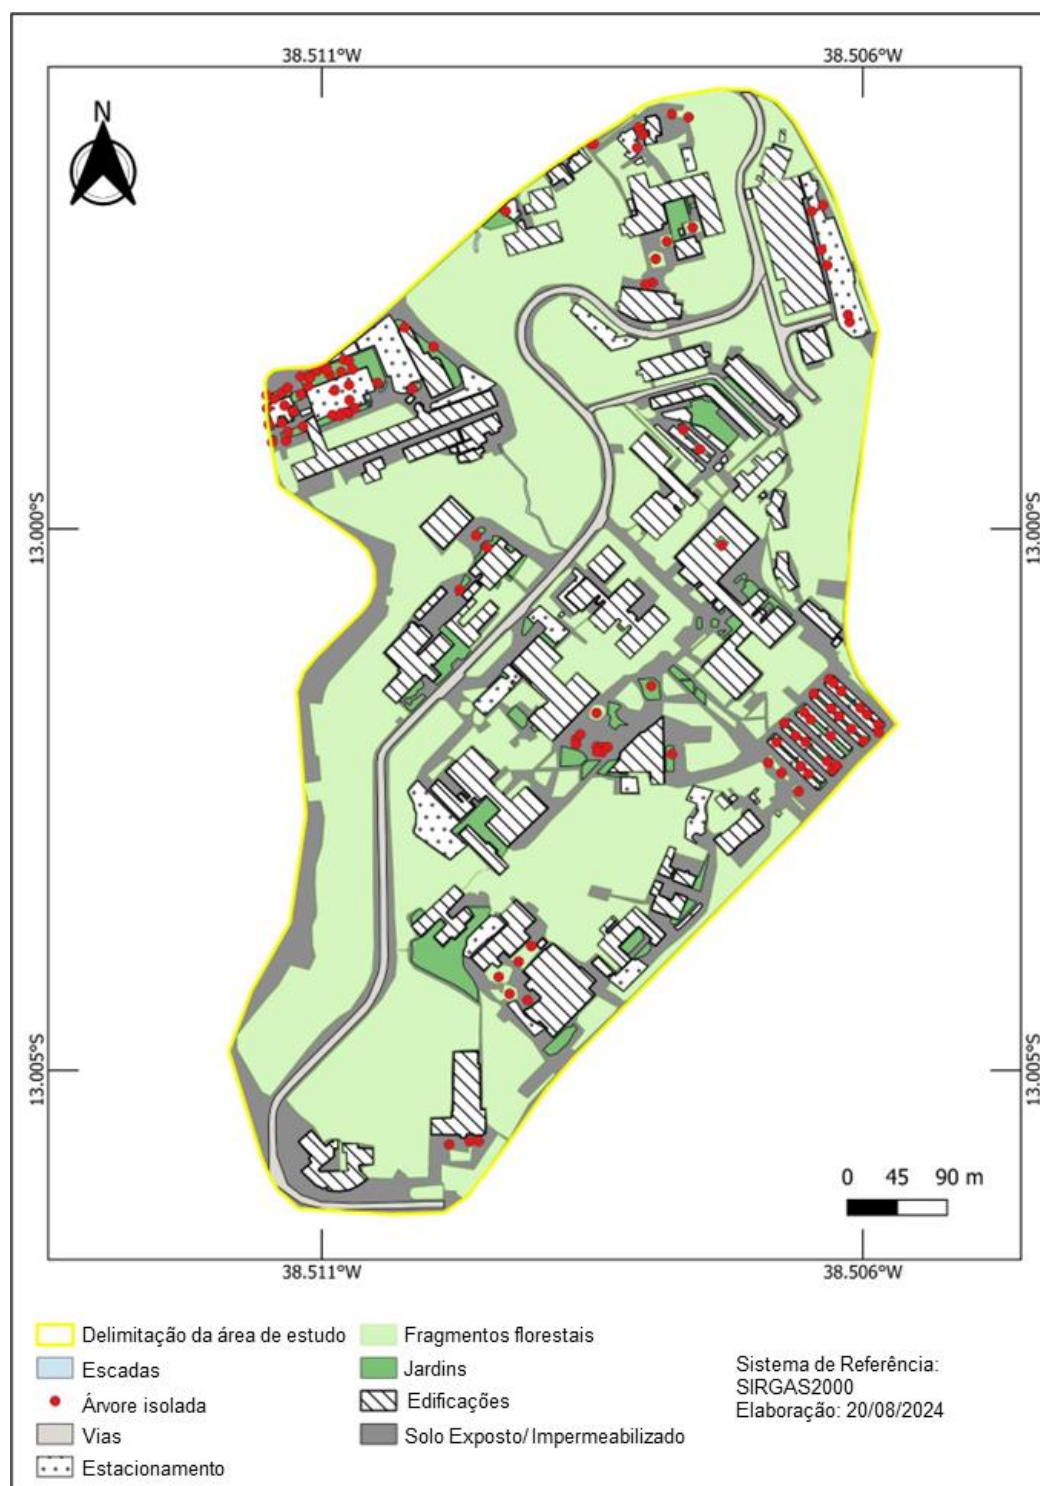 38.511°W 38.506°W
N
13.000°S 13.000°S
13.005°S 13.005°S
0 45 90 m
38.511°W 38.506°W
Delimitação da área de estudo
Escadas
Árvore isolada
Vias
Estacionamento
Fragmentos florestais
Jardins
Edificações
Solo Exposto/ Impermeabilizado
Sistema de Referência:
SIRGAS2000
Elaboração: 20/08/2024